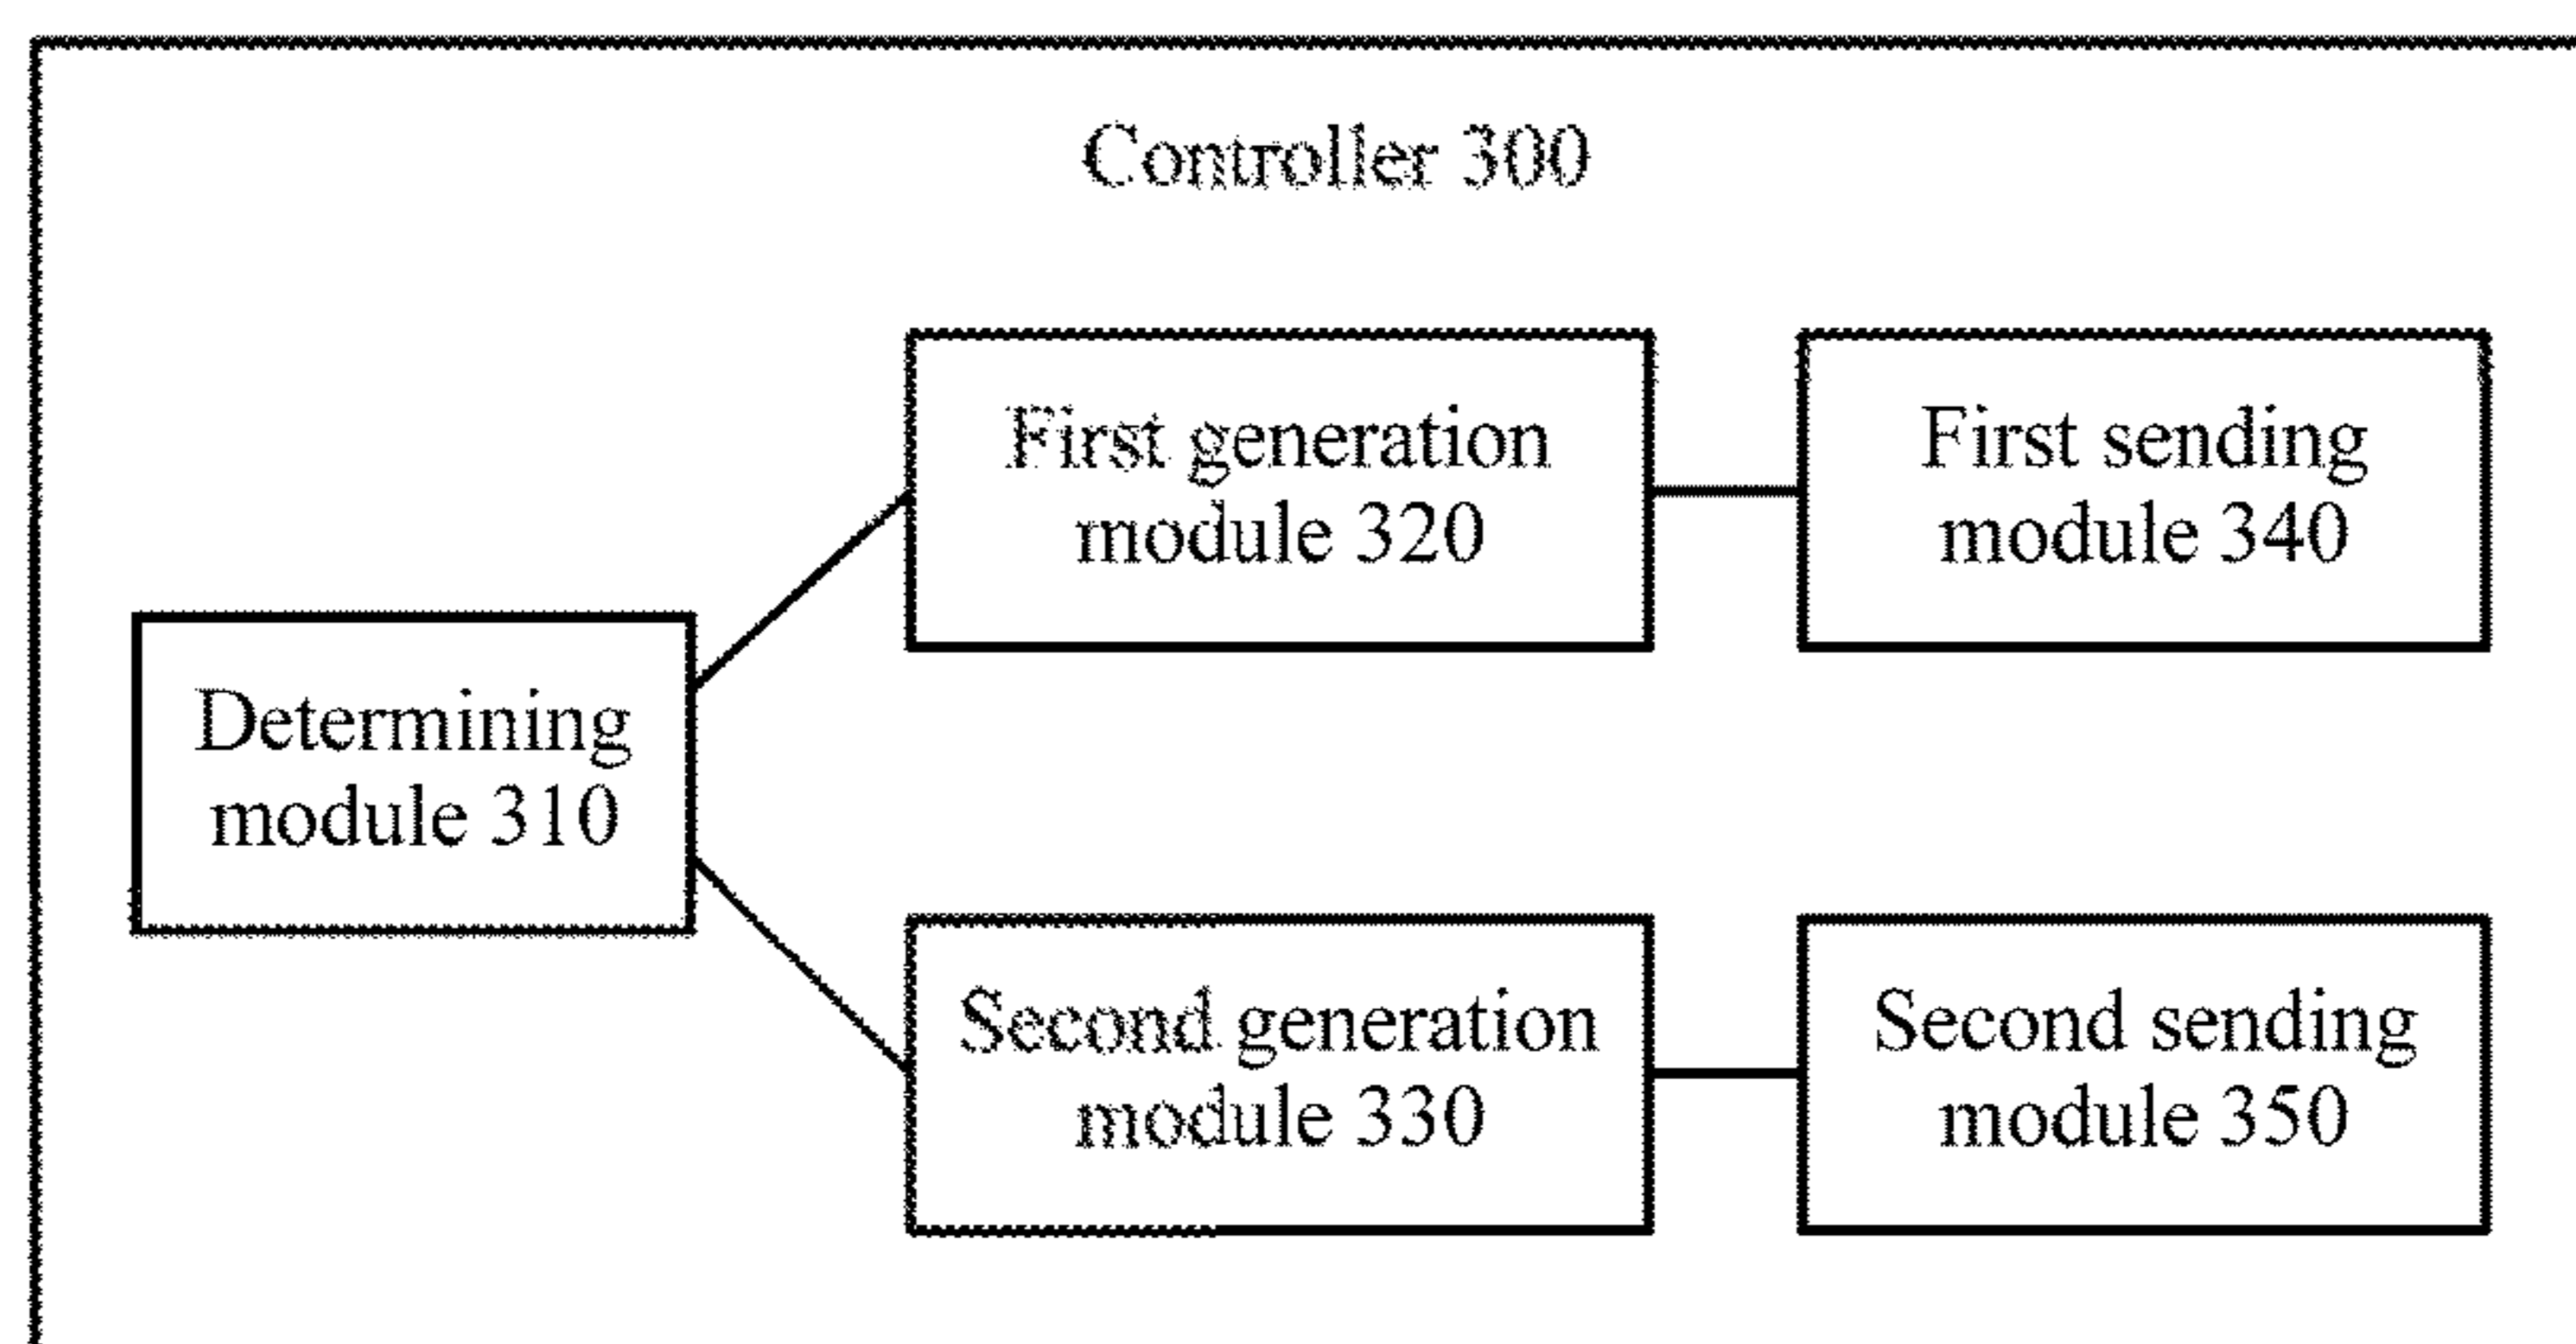 Controller 300
First generation
module 320
First sending
module 340
Determining
module 310
Second generation
module 330
Second sending
module 350